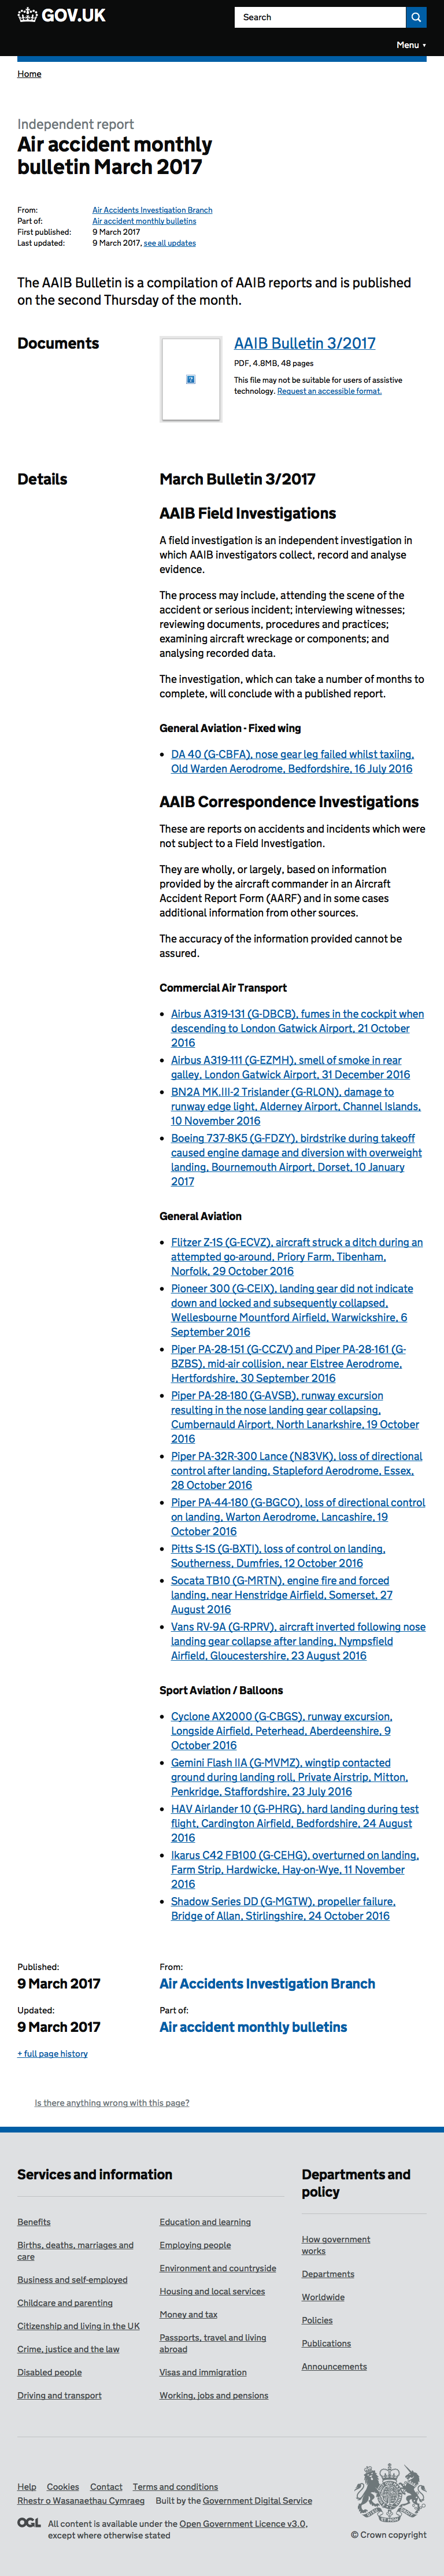 GOV.UK
Search
Menu
Home
Independent report
Air accident monthly
bulletin March 2017
From: Air Accidents Investigation Branch
Part of: Air accident monthly bulletins
First published: 9 March 2017
Last updated: 9 March 2017, see all updates
The AAIB Bulletin is a compilation of AAIB reports and is published
on the second Thursday of the month.
Documents
AAIB Bulletin 3/2017
PDF, 4.8MB, 48 pages
This file may not be suitable for users of assistive
technology. Request an accessible format.
Details
March Bulletin 3/2017
AAIB Field Investigations
A field investigation is an independent investigation in
which AAIB investigators collect, record and analyse
evidence.
The process may include, attending the scene of the
accident or serious incident; interviewing witnesses;
reviewing documents, procedures and practices;
examining aircraft wreckage or components; and
analysing recorded data.
The investigation, which can take a number of months to
complete, will conclude with a published report.
General Aviation - Fixed wing
DA 40 (G-CBFA), nose gear leg failed whilst taxiing,
Old Warden Aerodrome, Bedfordshire, 16 July 2016
AAIB Correspondence Investigations
These are reports on accidents and incidents which were
not subject to a Field Investigation.
They are wholly, or largely, based on information
provided by the aircraft commander in an Aircraft
Accident Report Form (AARF) and in some cases
additional information from other sources.
The accuracy of the information provided cannot be
assured.
Commercial Air Transport
Airbus A319-131 (G-DBCB), fumes in the cockpit when
descending to London Gatwick Airport, 21 October
2016
Airbus A319-111 (G-EZMH), smell of smoke in rear
galley, London Gatwick Airport, 31 December 2016
BN2A MK.III-2 Trislander (G-RLON), damage to
runway edge light, Alderney Airport, Channel Islands,
10 November 2016
Boeing 737-8K5 (G-FDZY), birdstrike during takeoff
caused engine damage and diversion with overweight
landing, Bournemouth Airport, Dorset, 10 January
2017
General Aviation
Flitzer Z-1S (G-ECVZ), aircraft struck a ditch during an
attempted go-around, Priory Farm, Tibenham,
Norfolk, 29 October 2016
Pioneer 300 (G-CEIX), landing gear did not indicate
down and locked and subsequently collapsed,
Wellesbourne Mountford Airfield, Warwickshire, 6
September 2016
Piper PA-28-151 (G-CCZV) and Piper PA-28-161 (G-
BZBS), mid-air collision, near Elstree Aerodrome,
Hertfordshire, 30 September 2016
Piper PA-28-180 (G-AVSB), runway excursion
resulting in the nose landing gear collapsing,
Cumbernauld Airport, North Lanarkshire, 19 October
2016
Piper PA-32R-300 Lance (N83VK), loss of directional
control after landing, Stapleford Aerodrome, Essex,
28 October 2016
Piper PA-44-180 (G-BGCO), loss of directional control
on landing, Warton Aerodrome, Lancashire, 19
October 2016
Pitts S-1S (G-BXTI), loss of control on landing,
Southerness, Dumfries, 12 October 2016
Socata TB10 (G-MRTN), engine fire and forced
landing, near Henstridge Airfield, Somerset, 27
August 2016
Vans RV-9A (G-RPRV), aircraft inverted following nose
landing gear collapse after landing, Nympsfield
Airfield, Gloucestershire, 23 August 2016
Sport Aviation / Balloons
Cyclone AX2000 (G-CBGS), runway excursion,
Longside Airfield, Peterhead, Aberdeenshire, 9
October 2016
Gemini Flash IIA (G-MVMZ), wingtip contacted
ground during landing roll, Private Airstrip, Mitton,
Penkridge, Staffordshire, 23 July 2016
HAV Airlander 10 (G-PHRG), hard landing during test
flight, Cardington Airfield, Bedfordshire, 24 August
2016
Ikarus C42 FB100 (G-CEHG), overturned on landing,
Farm Strip, Hardwicke, Hay-on-Wye, 11 November
2016
Shadow Series DD (G-MGTW), propeller failure,
Bridge of Allan, Stirlingshire, 24 October 2016
Published: From:
9 March 2017 Air Accidents Investigation Branch
Updated: Part of:
9 March 2017 Air accident monthly bulletins
+ full page history
Is there anything wrong with this page?
Services and information
Benefits
Births, deaths, marriages and
care
Business and self-employed
Childcare and parenting
Citizenship and living in the UK
Crime, justice and the law
Disabled people
Driving and transport
Education and learning
Employing people
Environment and countryside
Housing and local services
Money and tax
Passports, travel and living
abroad
Visas and immigration
Working, jobs and pensions
Departments and
policy
How government
works
Departments
Worldwide
Policies
Publications
Announcements
Help Cookies Contact Terms and conditions
Rhestr o Wasanaethau Cymraeg Built by the Government Digital Service
OGL All content is available under the Open Government Licence v3.0,
except where otherwise stated
© Crown copyright